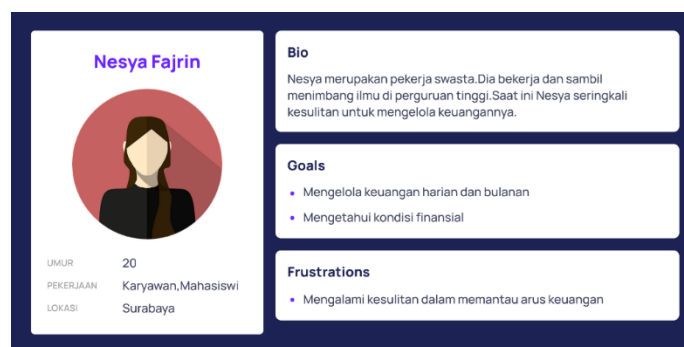 Nesya Fajrin
UMUR 20
PEKERJAAN Karyawan,Mahasiswi
LOKASI Surabaya
Bio
Nesya merupakan pekerja swasta.Dia bekerja dan sambil
menimbang ilmu di perguruan tinggi.Saat ini Nesya seringkali
kesulitan untuk mengelola keuangannya.
Goals
Mengelola keuangan harian dan bulanan
Mengetahui kondisi finansial
Frustrations
Mengalami kesulitan dalam memantau arus keuangan